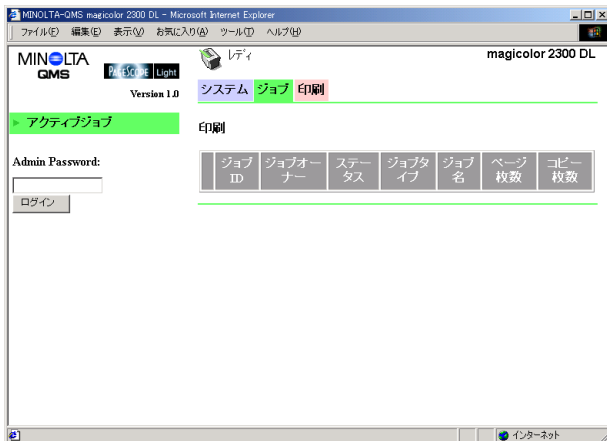 MINOLTA-QMS magicolor 2300 DL - Microsoft Internet Explorer
ファイル(F) 編集(E) 表示(V) お気に入り(A) ツール(T) ヘルプ(H)
MINOLTA
QMS
PAGESCOPE Light
Version 1.0
レディ
magicolor 2300 DL
システム ジョブ 印刷
アクティブジョブ
Admin Password:
ログイン
印刷
ジョブID ジョブオーナー ステータス ジョブタイプ ジョブ名 ページ枚数 コピー枚数
インターネット